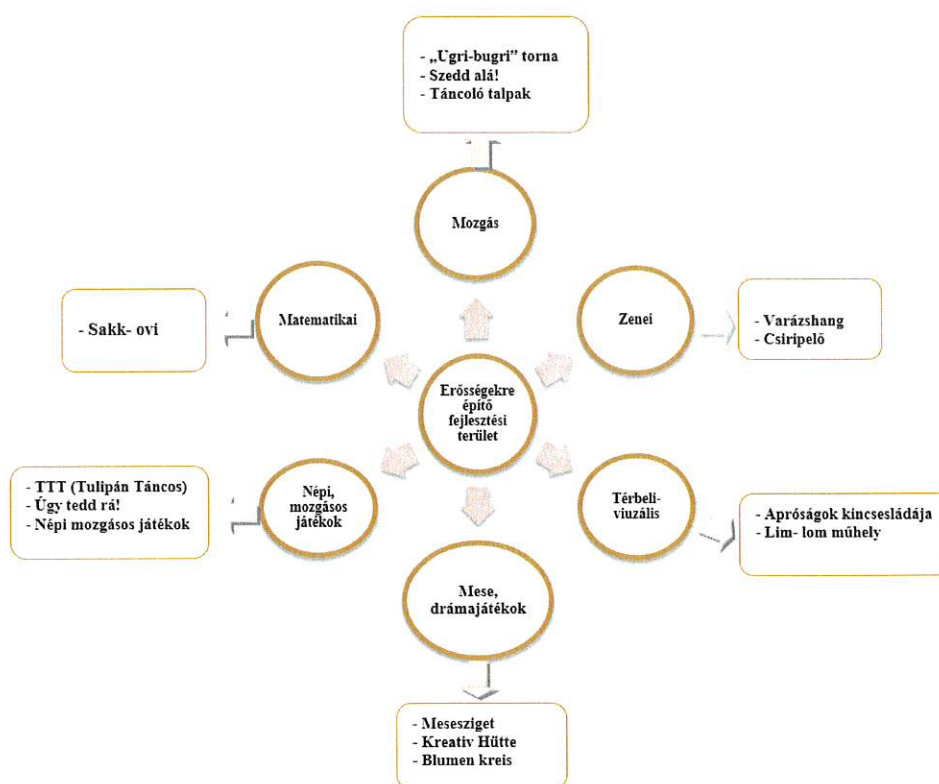 - „Ugri-bugri” torna
- Szedd alá!
- Táncoló talpak
Mozgás
Matematikai
- Sakk- ovi
Zenei
- Varázshang
- Csiripelő
Erősségekre
építő
fejlesztési
terület
- TTT (Tulipán Táncos)
- Úgy tedd rá!
- Népi mozgásos játékok
Népi,
mozgásos
játékok
Térbeli-
viuzális
- Apróságok kincsesládája
- Lim- lom műhely
Mese,
drámajátékok
- Mesesziget
- Kreativ Hütte
- Blumen kreis